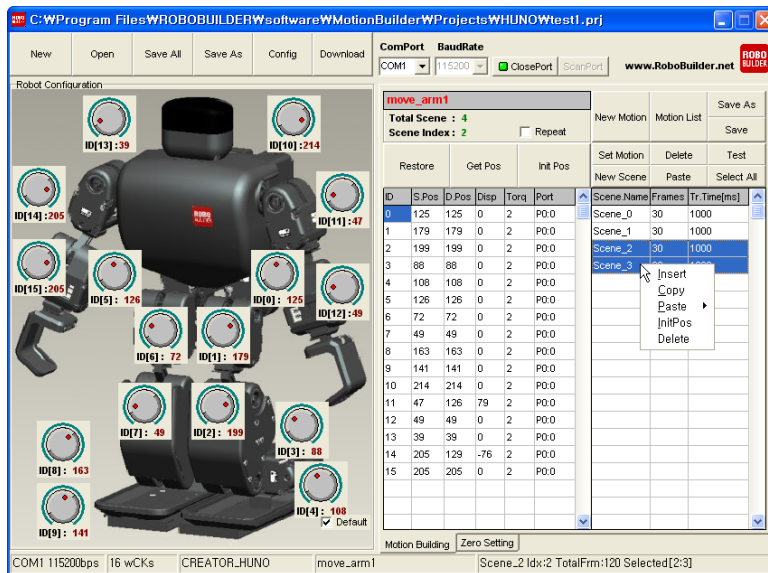 C:₩Program Files₩ROBOBUILDER₩software₩MotionBuilder₩Projects₩HUNO₩test1.prj
New Open Save All Save As Config Download
ComPort BaudRate
COM1 115200 ClosePort ScanPort www.RoboBuilder.net ROBO BUILDER
Robot Configuration
ID[13]: 39
ID[10]: 214
ID[14]: 205
ROBO BUILDER
ID[11]: 47
ID[15]: 205
ID[5]: 126
ID[0]: 125
ID[12]: 49
ID[6]: 72
ID[1]: 179
ID[7]: 49
ID[2]: 199
ID[3]: 88
ID[8]: 163
ID[4]: 108
Default
ID[9]: 141
move_arm1
Total Scene : 4
Scene Index : 2 Repeat
New Motion Motion List Save As
Save
Restore Get Pos Init Pos
Set Motion Delete Test
New Scene Paste Select All
ID S.Pos D.Pos Disp Torq Port
0 125 125 0 2 P0:0
1 179 179 0 2 P0:0
2 199 199 0 2 P0:0
3 88 88 0 2 P0:0
4 108 108 0 2 P0:0
5 126 126 0 2 P0:0
6 72 72 0 2 P0:0
7 49 49 0 2 P0:0
8 163 163 0 2 P0:0
9 141 141 0 2 P0:0
10 214 214 0 2 P0:0
11 47 126 79 2 P0:0
12 49 49 0 2 P0:0
13 39 39 0 2 P0:0
14 205 129 -76 2 P0:0
15 205 205 0 2 P0:0
Scene.Name Frames Tr.Time[ms]
Scene_0 30 1000
Scene_1 30 1000
Scene_2 30 1000
Scene_3
Insert
Copy
Paste
InitPos
Delete
Motion Building Zero Setting
COM1 115200bps 16 wCKs CREATOR_HUNO move_arm1 Scene_2 Idx:2 TotalFrm:120 Selected[2:3]